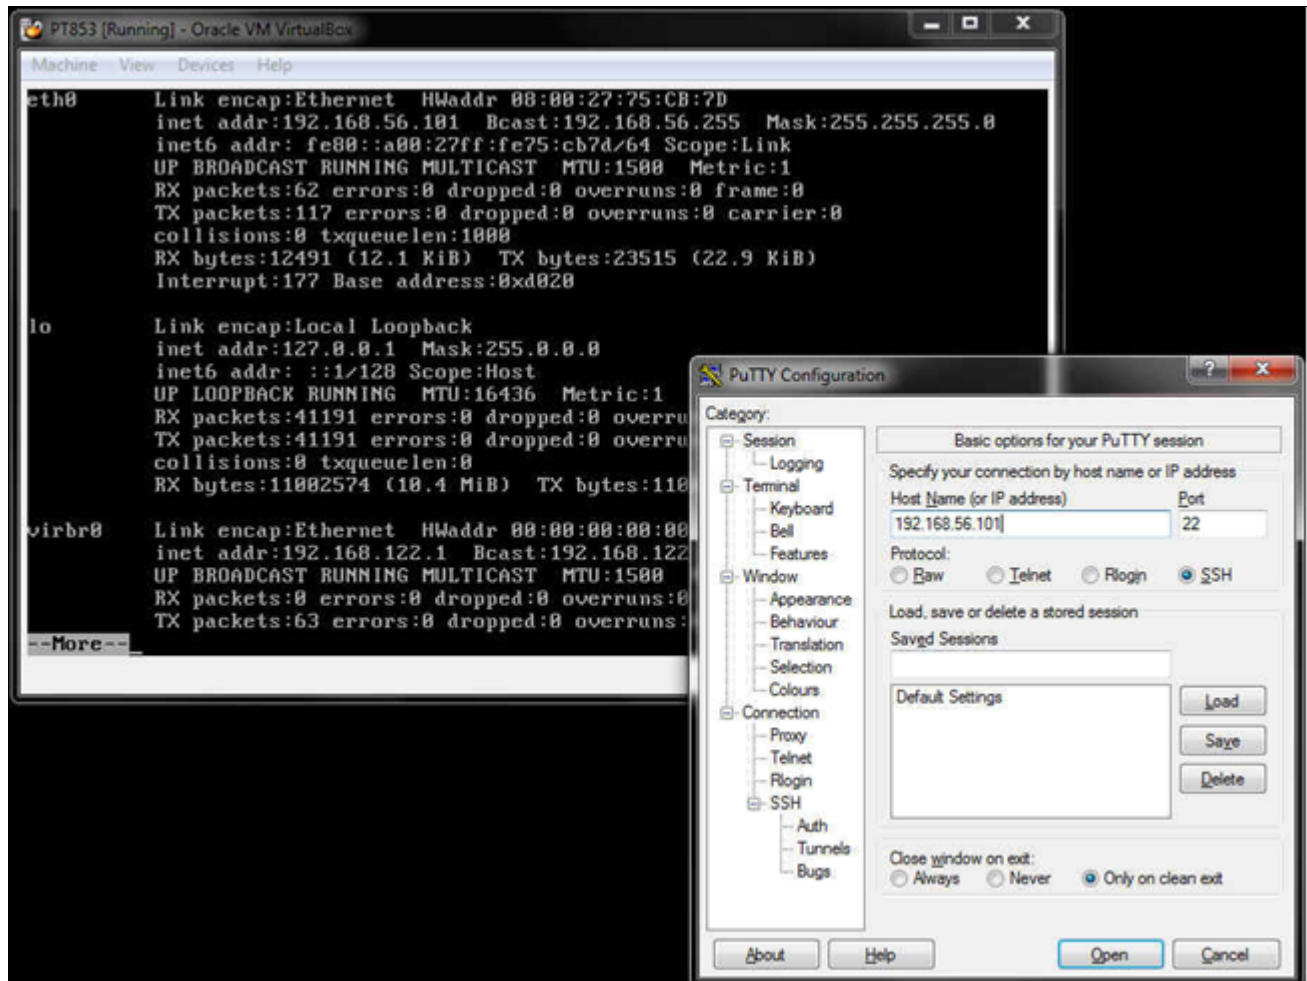 PT853 [Running] - Oracle VM VirtualBox
Machine View Devices Help
eth0 Link encap:Ethernet HWaddr 08:00:27:75:CB:7D
inet addr:192.168.56.101 Bcast:192.168.56.255 Mask:255.255.255.0
inet6 addr: fe80::a00:27ff:fe75:cb7d/64 Scope:Link
UP BROADCAST RUNNING MULTICAST MTU:1500 Metric:1
RX packets:62 errors:0 dropped:0 overruns:0 frame:0
TX packets:117 errors:0 dropped:0 overruns:0 carrier:0
collisions:0 txqueuelen:1000
RX bytes:12491 (12.1 KiB) TX bytes:23515 (22.9 KiB)
Interrupt:177 Base address:0xd020
lo Link encap:Local Loopback
inet addr:127.0.0.1 Mask:255.0.0.0
inet6 addr: ::1/128 Scope:Host
UP LOOPBACK RUNNING MTU:16436 Metric:1
RX packets:41191 errors:0 dropped:0 overru
TX packets:41191 errors:0 dropped:0 overru
collisions:0 txqueuelen:0
RX bytes:11002574 (10.4 MiB) TX bytes:110
virbr0 Link encap:Ethernet HWaddr 00:00:00:00:00
inet addr:192.168.122.1 Bcast:192.168.122
UP BROADCAST RUNNING MULTICAST MTU:1500
RX packets:0 errors:0 dropped:0 overruns:0
TX packets:63 errors:0 dropped:0 overruns:
--More--
PuTTY Configuration
Category:
Session
Logging
Terminal
Keyboard
Bell
Features
Window
Appearance
Behaviour
Translation
Selection
Colours
Connection
Proxy
Telnet
Rlogin
SSH
Auth
Tunnels
Bugs
Basic options for your PuTTY session
Specify your connection by host name or IP address
Host Name (or IP address) Port
192.168.56.101 22
Protocol:
Raw Telnet Rlogin SSH
Load, save or delete a stored session
Saved Sessions
Default Settings
Load
Save
Delete
Close window on exit:
Always Never Only on clean exit
About Help Open Cancel